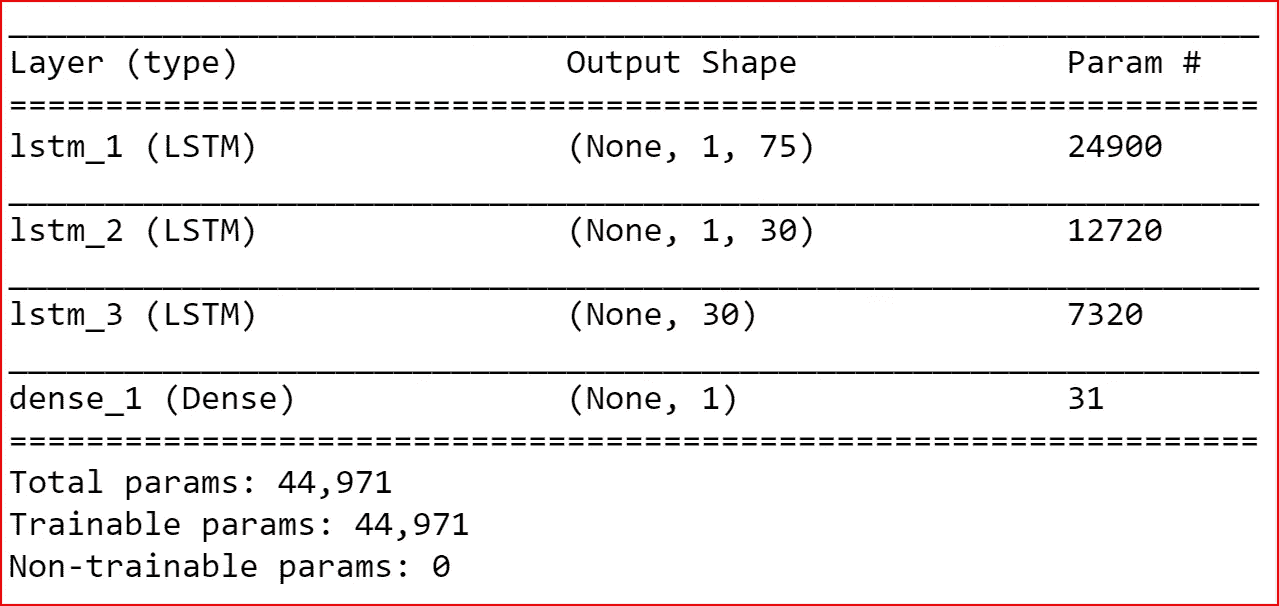 _________________________________________________________________
Layer (type) Output Shape Param #
=================================================================
lstm_1 (LSTM) (None, 1, 75) 24900
_________________________________________________________________
lstm_2 (LSTM) (None, 1, 30) 12720
_________________________________________________________________
lstm_3 (LSTM) (None, 30) 7320
_________________________________________________________________
dense_1 (Dense) (None, 1) 31
=================================================================
Total params: 44,971
Trainable params: 44,971
Non-trainable params: 0